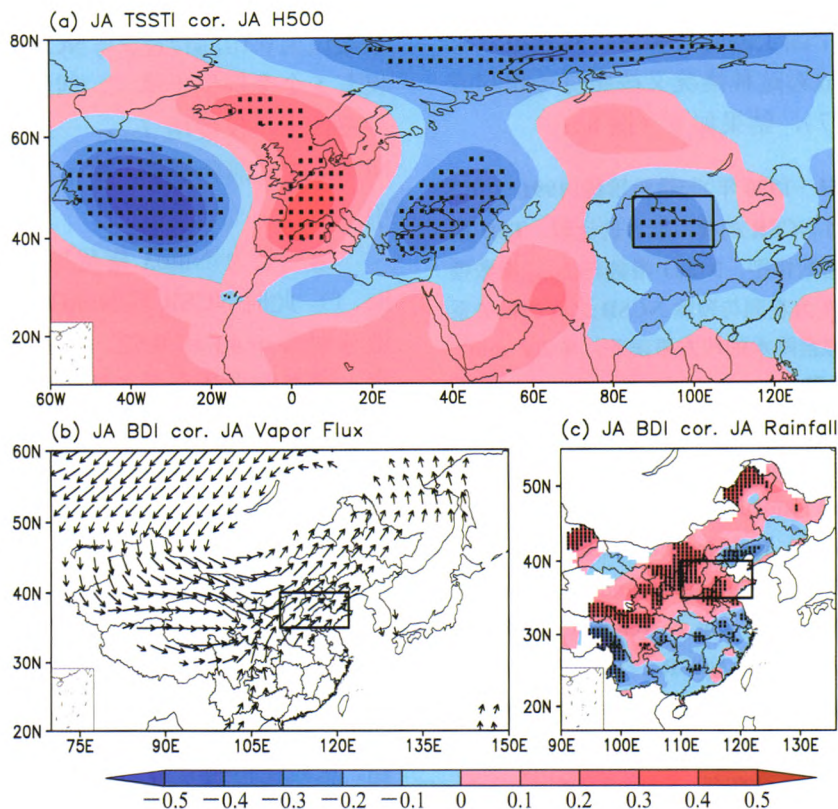 (a) JA TSSTI cor. JA H500
80N
60N
40N
20N
60W 40W 20W 0 20E 40E 60E 80E 100E 120E
(b) JA BDI cor. JA Vapor Flux
60N
50N
40N
30N
20N
75E 90E 105E 120E 135E 150E
(c) JA BDI cor. JA Rainfall
50N
40N
30N
20N
90E 100E 110E 120E 130E
−0.5 −0.4 −0.3 −0.2 −0.1 0 0.1 0.2 0.3 0.4 0.5